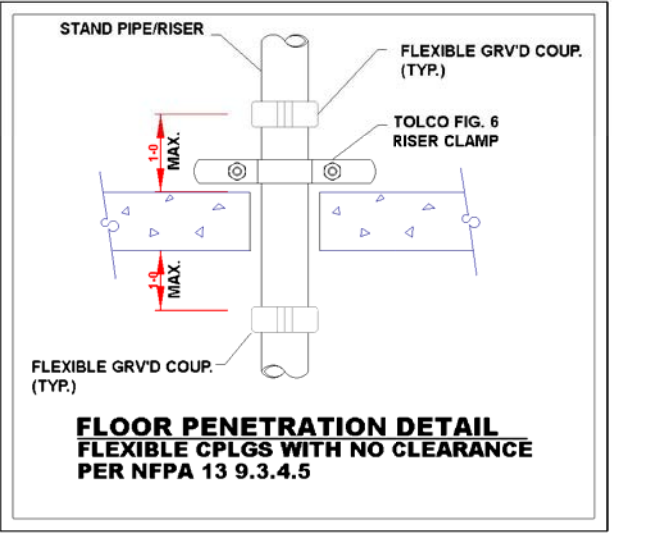 STAND PIPE/RISER
FLEXIBLE GRV'D COUP.
(TYP.)
TOLCO FIG. 6
RISER CLAMP
1-0
MAX.
1-0
MAX.
FLEXIBLE GRV'D COUP.
(TYP.)
FLOOR PENETRATION DETAIL
FLEXIBLE CPLGS WITH NO CLEARANCE
PER NFPA 13 9.3.4.5